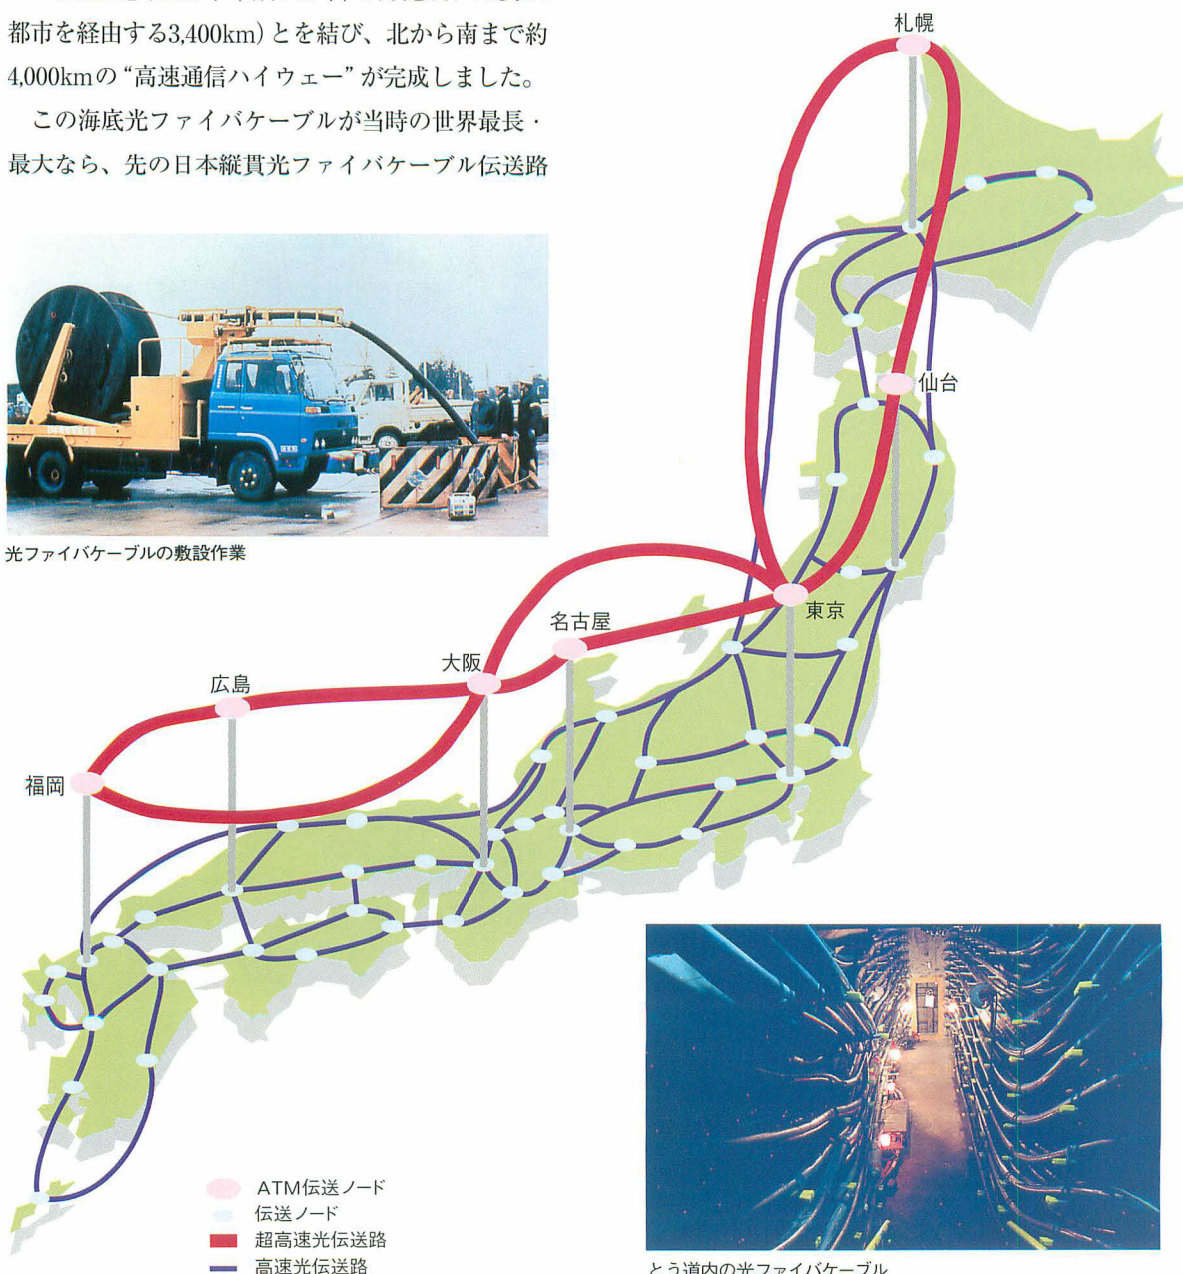 都市を経由する3,400km）とを結び、北から南まで約
4,000kmの“高速通信ハイウェー”が完成しました。
この海底光ファイバケーブルが当時の世界最長・
最大なら、先の日本縦貫光ファイバケーブル伝送路
光ファイバケーブルの敷設作業
札幌
仙台
東京
名古屋
大阪
広島
福岡
ATM伝送ノード
伝送ノード
超高速光伝送路
高速光伝送路
とう道内の光ファイバケーブル